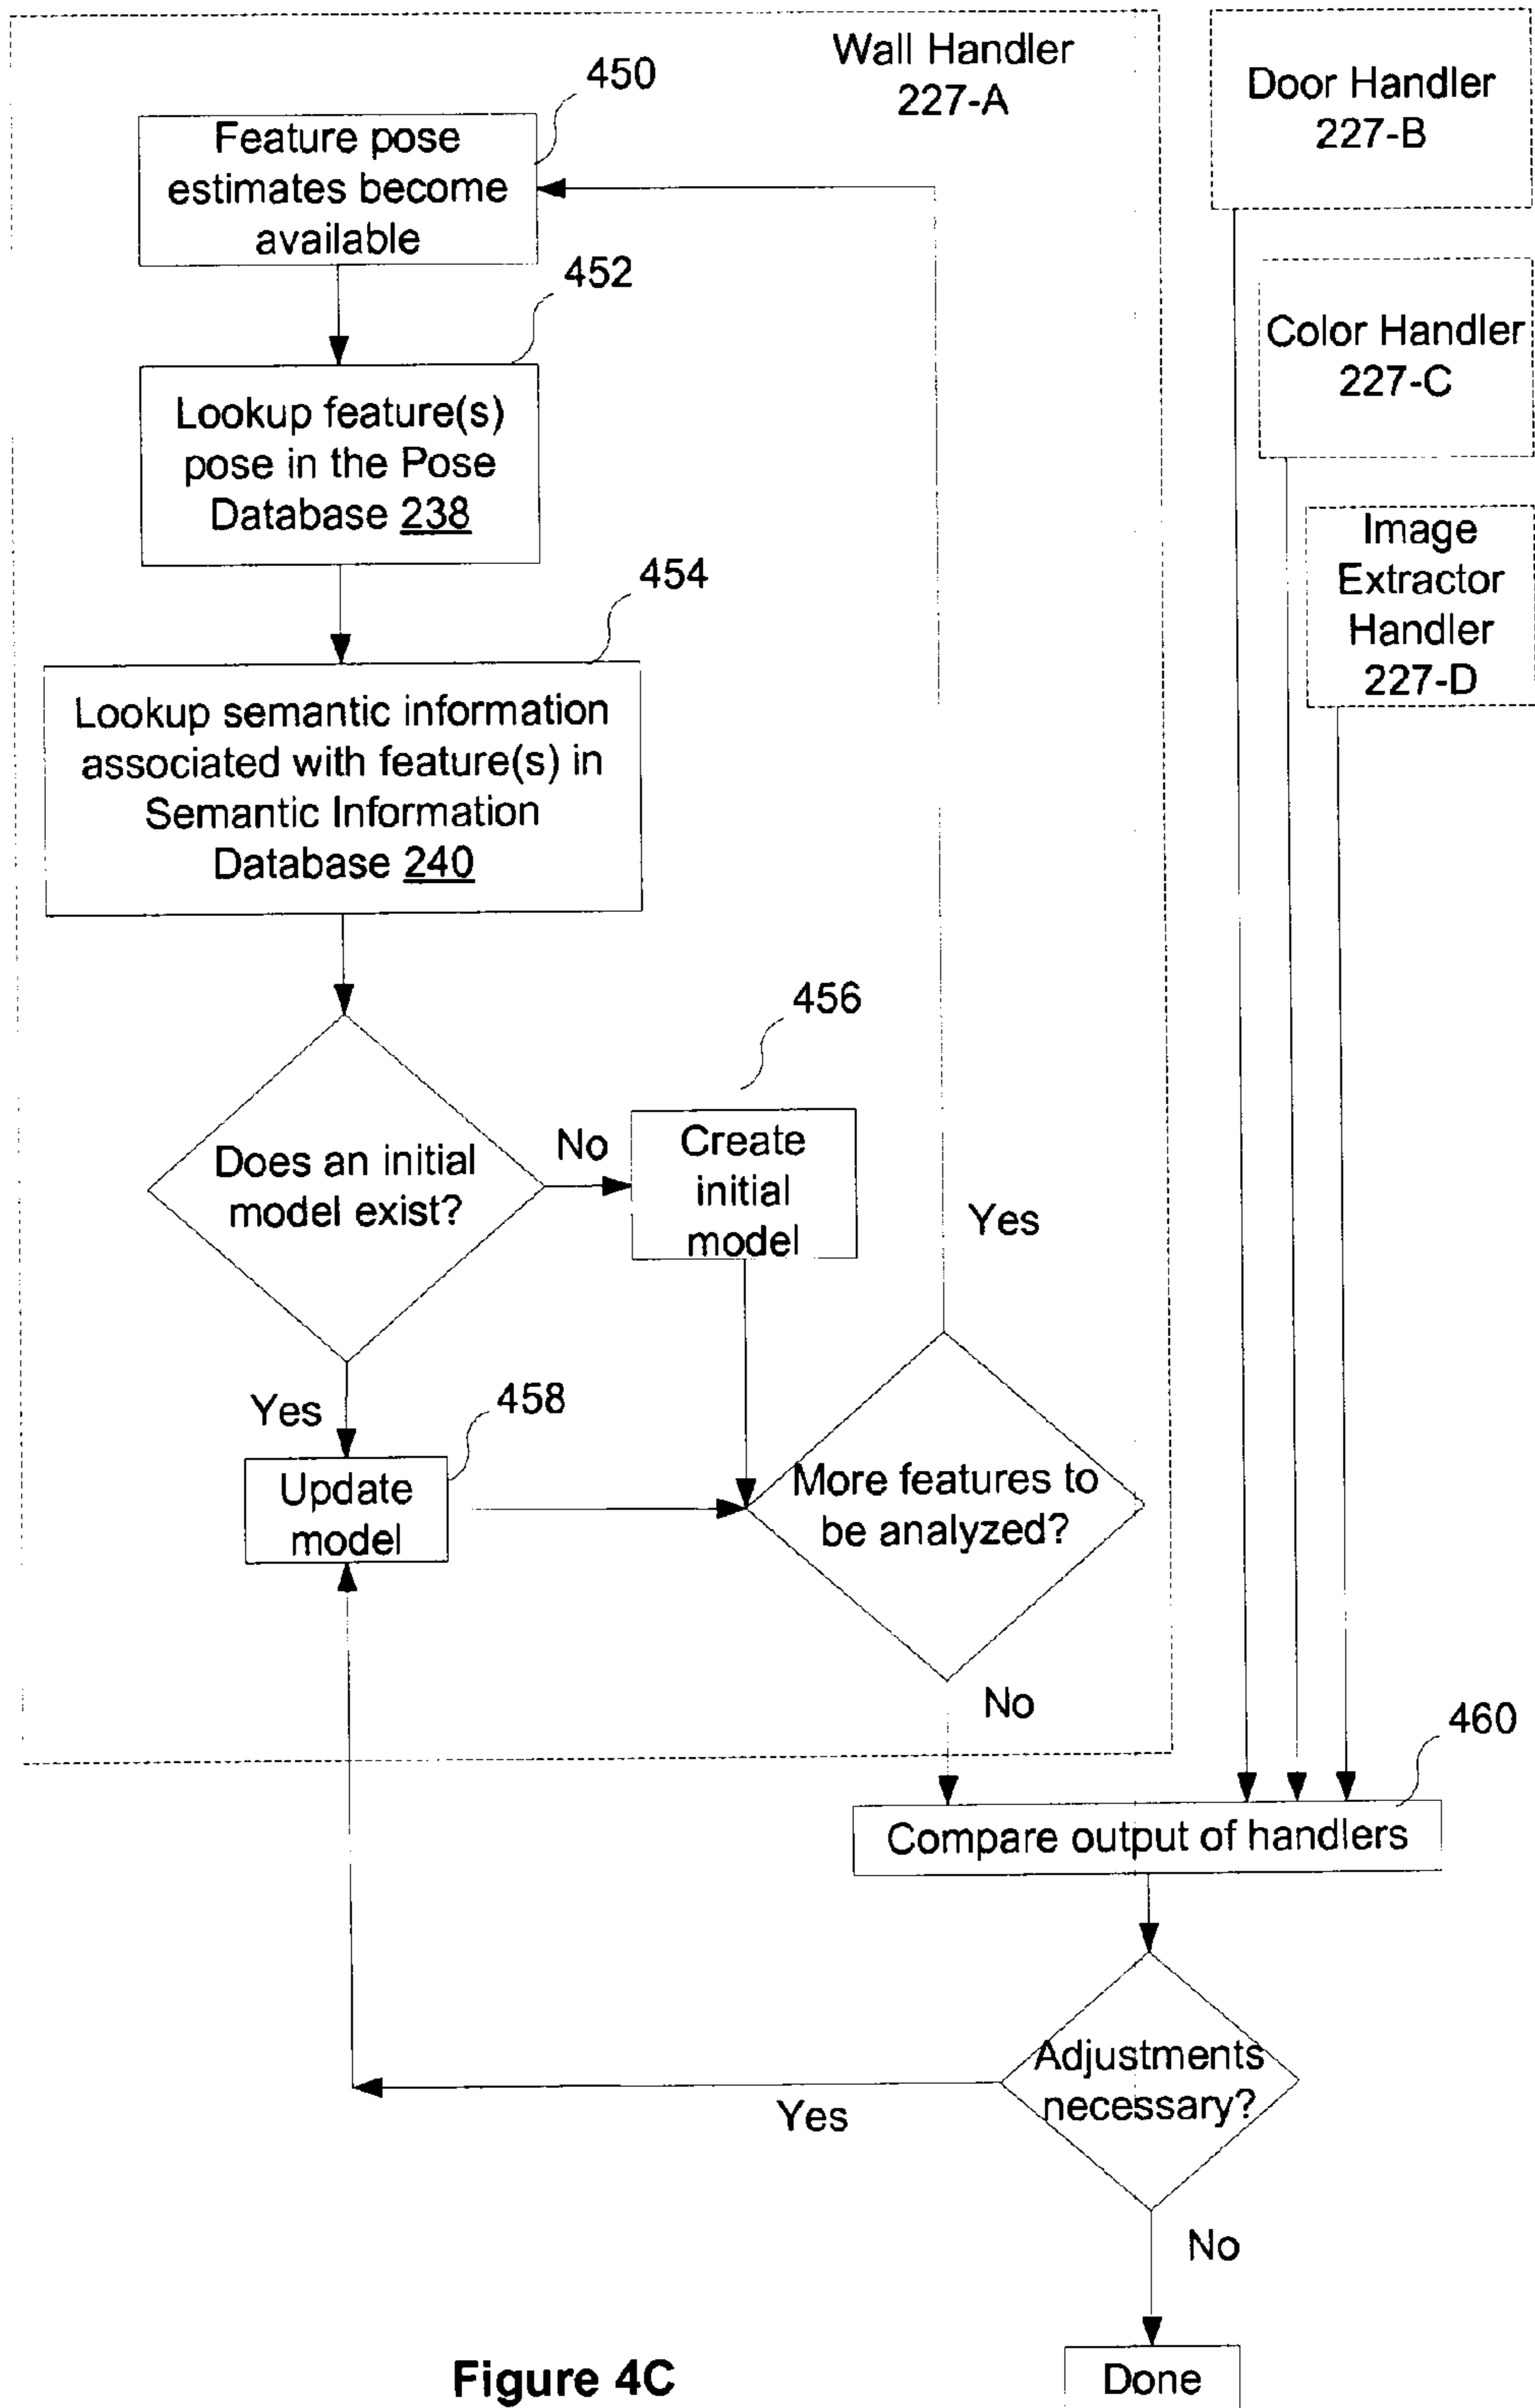 Wall Handler
227-A
450
Feature pose
estimates become
available
452
Lookup feature(s)
pose in the Pose
Database 238
454
Lookup semantic information
associated with feature(s) in
Semantic Information
Database 240
Does an initial
model exist?
No
456
Create
initial
model
Yes
458
Update
model
More features to
be analyzed?
Yes
No
Door Handler
227-B
Color Handler
227-C
Image
Extractor
Handler
227-D
460
Compare output of handlers
Adjustments
necessary?
Yes
No
Done
Figure 4C